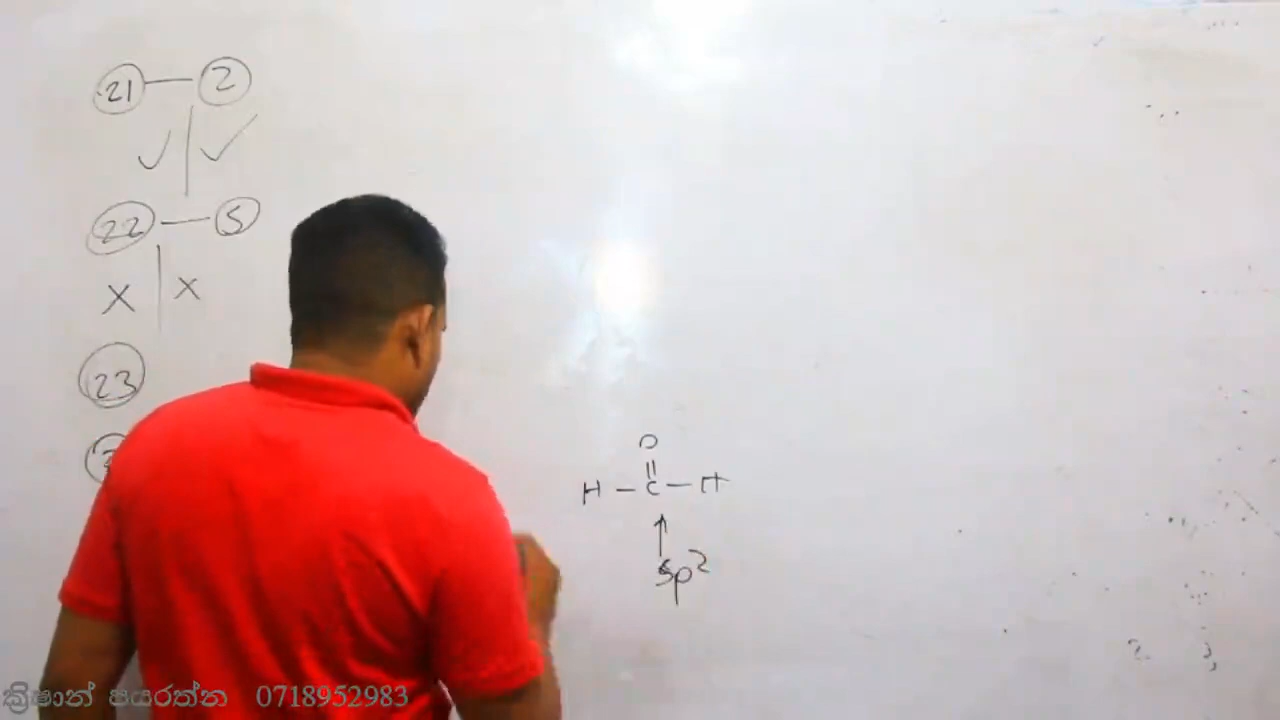 21 — 2
✓ | ✓
22 — 5
X | X
23
O
||
H — C — H
↑
sp²
ක්‍රිෂාන් පයරත්න 0718952983